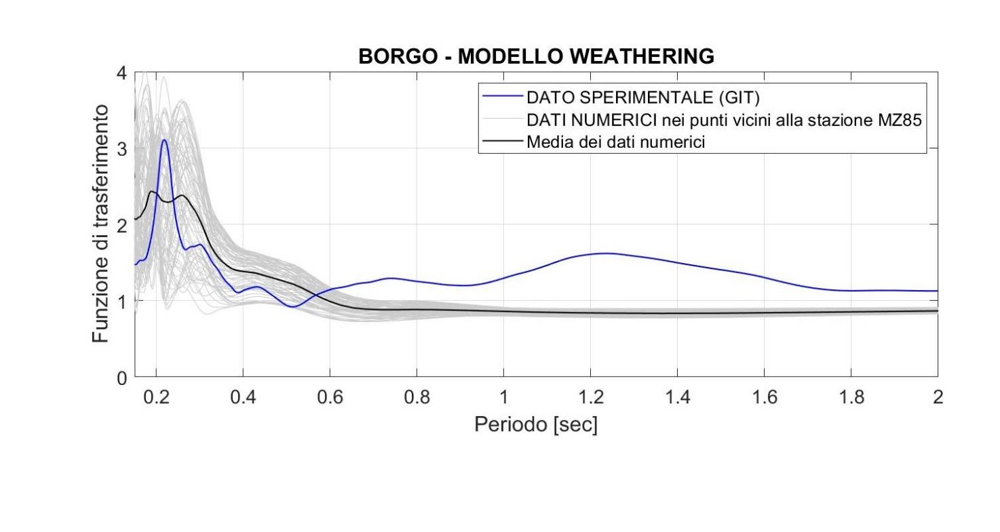 BORGO - MODELLO WEATHERING
DATO SPERIMENTALE (GIT)
DATI NUMERICI nei punti vicini alla stazione MZ85
Media dei dati numerici
Funzione di trasferimento
4
3
2
1
0
0.2 0.4 0.6 0.8 1 1.2 1.4 1.6 1.8 2
Periodo [sec]